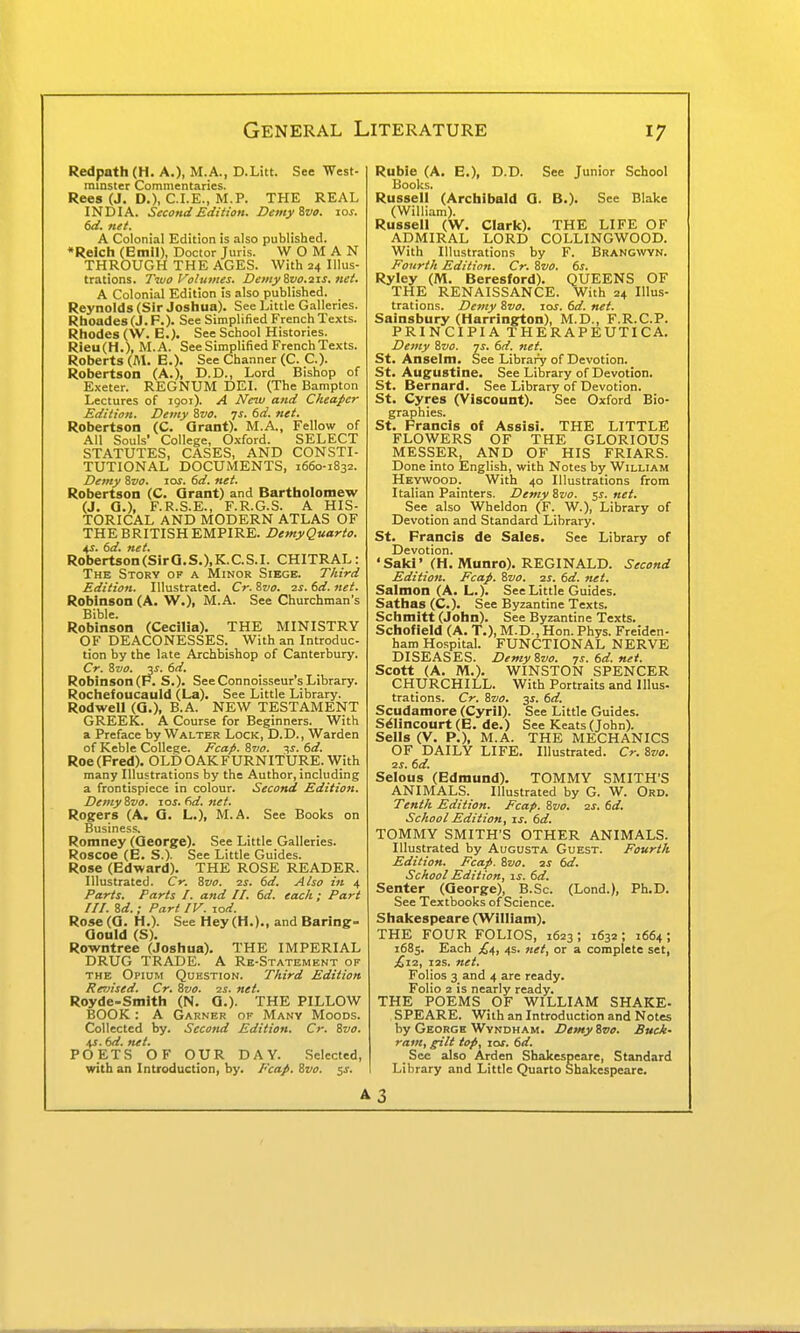 GENERAL LITERATURE 17
Redpath (H. A.), M.A., D.Litt. See West-
minster Commentaries.
Rees (J. D.), C.I.E., M.P. THE REAL
INDIA. Second Edition. Demy 8vo. 10s.
6d. net.
A Colonial Edition is also published.
*Reich (Emil), Doctor Juris. WOMAN
THROUGH THE AGES. With 24 Illus-
trations. Two Volumes. Demy 8vo. 21s. net.
A Colonial Edition is also published.
Reynolds (Sir Joshua). See Little Galleries.
Rhoades (J. F.). See Simplified French Texts.
Rhodes (W. E.). See School Histories.
Rieu (H.), M.A. See Simplified French Texts.
Roberts (M. E.). See Channer (C. C.).
Robertson (A.), D.D., Lord Bishop of
Exeter. REGNUM DEI. (The Bampton
Lectures of 1901). A New and Cheaper
Edition. Demy 8vo. 7s. 6d. net.
Robertson (C. Grant). M.A., Fellow of
All Souls' College, Oxford. SELECT
STATUTES, CASES, AND CONSTI-
TUTIONAL DOCUMENTS, 1660-1832.
Demy 8vo. 10s. 6d. net.
Robertson (C. Grant) and Bartholomew
(J. G.), F.R.S.E., F.R.G.S. A HIS-
TORICAL AND MODERN ATLAS OF
THE BRITISH EMPIRE. Demy Quarto.
4s. 6d. net.
Robertson (Sir G. S.), K.C.S.I. CHITRAL:
THE STORY OF A MINOR SIEGE. Third
Edition. Illustrated. Cr. 8vo. 2s. 6d. net.
Robinson (A. W.), M.A. See Churchman's
Bible.
Robinson (Cecilia). THE MINISTRY
OF DEACONESSES. With an Introduc-
tion by the late Archbishop of Canterbury.
Cr. 8vo. 3s. 6d.
Robinson (F. S.). See Connoisseur's Library.
Rochefoucauld (La). See Little Library.
Rodwell (G.), B.A. NEW TESTAMENT
GREEK. A Course for Beginners. With
a Preface by WALTER LOCK, D.D., Warden
of Keble College. Fcap. 8vo. 3s. 6d.
Roe (Fred). OLD OAK FURNITURE. With
many Illustrations by the Author, including
a frontispiece in colour. Second Edition.
Demy 8vo. 10s. 6d. net.
Rogers (A. G. L.), M.A. See Books on
Business.
Romney (George). See Little Galleries.
Roscoe (E. S.). See Little Guides.
Rose (Edward). THE ROSE READER.
Illustrated. Cr. 8vo. 2s. 6d. Also in 4
Parts. Parts I. and II. 6d. each; Part
III. 8d.; Part IV. 10d.
Rose (G. H.). See Hey (H.)., and Baring-
Gould (S).
Rowntree (Joshua). THE IMPERIAL
DRUG TRADE. A RE-STATEMENT OF
THE OPIUM QUESTION. Third Edition
Revised. Cr. 8vo. 2s. net.
Royde-Smith (N. G.). THE PILLOW
BOOK: A GARNER OF MANY MOODS.
Collected by. Second Edition. Cr. 8vo.
4s. 6d. net.
POETS OF OUR DAY. Selected,
with an Introduction, by. Fcap. 8vo. 5s.
Rubie (A. E.), D.D. See Junior School
Books.
Russell (Archibald G. B.). See Blake
(William).
Russell (W. Clark). THE LIFE OF
ADMIRAL LORD COLLINGWOOD.
With Illustrations by F. BRANGWYN.
Fourth Edition. Cr. 8vo. 6s.
Ryley (M. Beresford). QUEENS OF
THE RENAISSANCE. With 24 Illus-
trations. Demy 8vo. 10s. 6d. net.
Sainsbury (Harrington), M.D., F.R.C.P.
PRINCIPIA THERAPEUTICA.
Demy 8vo. 7s. 6d. net.
St. Anselm. See Library of Devotion.
St. Augustine. See Library of Devotion.
St. Bernard. See Library of Devotion.
St. Cyres (Viscount). See Oxford Bio-
graphies.
St. Francis of Assisi. THE LITTLE
FLOWERS OF THE GLORIOUS
MESSER, AND OF HIS FRIARS.
Done into English, with Notes by WILLIAM
HEYWOOD. With 40 Illustrations from
Italian Painters. Demy 8vo. 5s. net.
See also Wheldon (F. W.), Library of
Devotion and Standard Library.
St. Francis de Sales. See Library of
Devotion.
'Saki' (H. Munro). REGINALD. Second
Edition. Fcap. 8vo. 2s. 6d. net.
Salmon (A. L.). See Little Guides.
Sathas (C.). See Byzantine Texts.
Schmitt (John). See Byzantine Texts.
Schofield (A. T.), M.D., Hon. Phys. Freiden-
ham Hospital. FUNCTIONAL NERVE
DISEASES. Demy 8vo. 7s. 6d. net.
Scott (A. M.). WINSTON SPENCER
CHURCHILL. With Portraits and Illus-
trations. Cr. 8vo. 3s. 6d.
Scudamore (Cyril). See Little Guides.
Sélincourt (E. de.) See Keats (John).
Sells (V. P.), M.A. THE MECHANICS
OF DAILY LIFE. Illustrated. Cr. 8vo.
2s. 6d.
Selous (Edmund). TOMMY SMITH'S
ANIMALS. Illustrated by G. W. ORD.
Tenth Edition. Fcap. 8vo. 2s. 6d.
School Edition, 1s. 6d.
TOMMY SMITH'S OTHER ANIMALS.
Illustrated by AUGUSTA GUEST. Fourth
Edition. Fcap. 8vo. 2s 6d.
School Edition, 1s. 6d.
Senter (George), B.Sc. (Lond.), Ph.D.
See Textbooks of Science.
Shakespeare (William).
THE FOUR FOLIOS, 1623; 1632; 1664;
1685. Each £4, 4s. net, or a complete set,
£12, 12s. net.
Folios 3 and 4 are ready.
Folio 2 is nearly ready.
THE POEMS OF WILLIAM SHAKE-
SPEARE. With an Introduction and Notes
by GEORGE WYNDHAM. Demy 8vo. Buck-
ram, gilt top, 10s. 6d.
See also Arden Shakespeare, Standard
Library and Little Quarto Shakespeare.
A 3